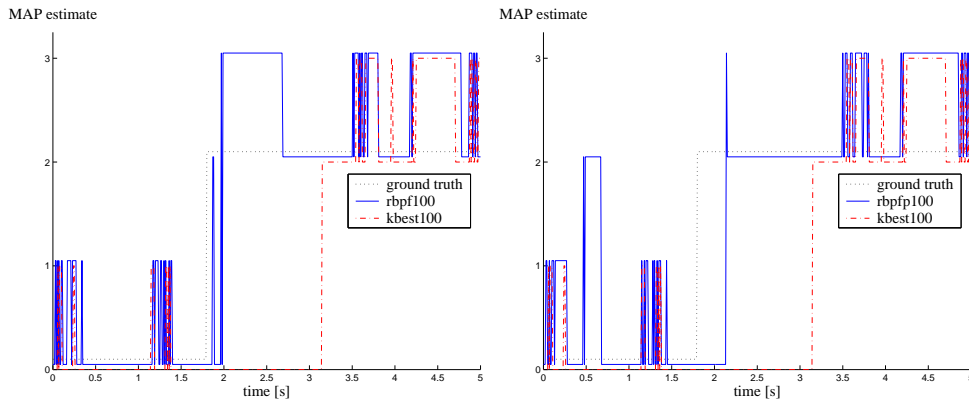 MAP estimate
3
2
1
0
0 0.5 1 1.5 2 2.5 3 3.5 4 4.5 5
time [s]
ground truth
rbpf100
kbest100
MAP estimate
3
2
1
0
0 0.5 1 1.5 2 2.5 3 3.5 4 4.5 5
time [s]
ground truth
rbpfp100
kbest100